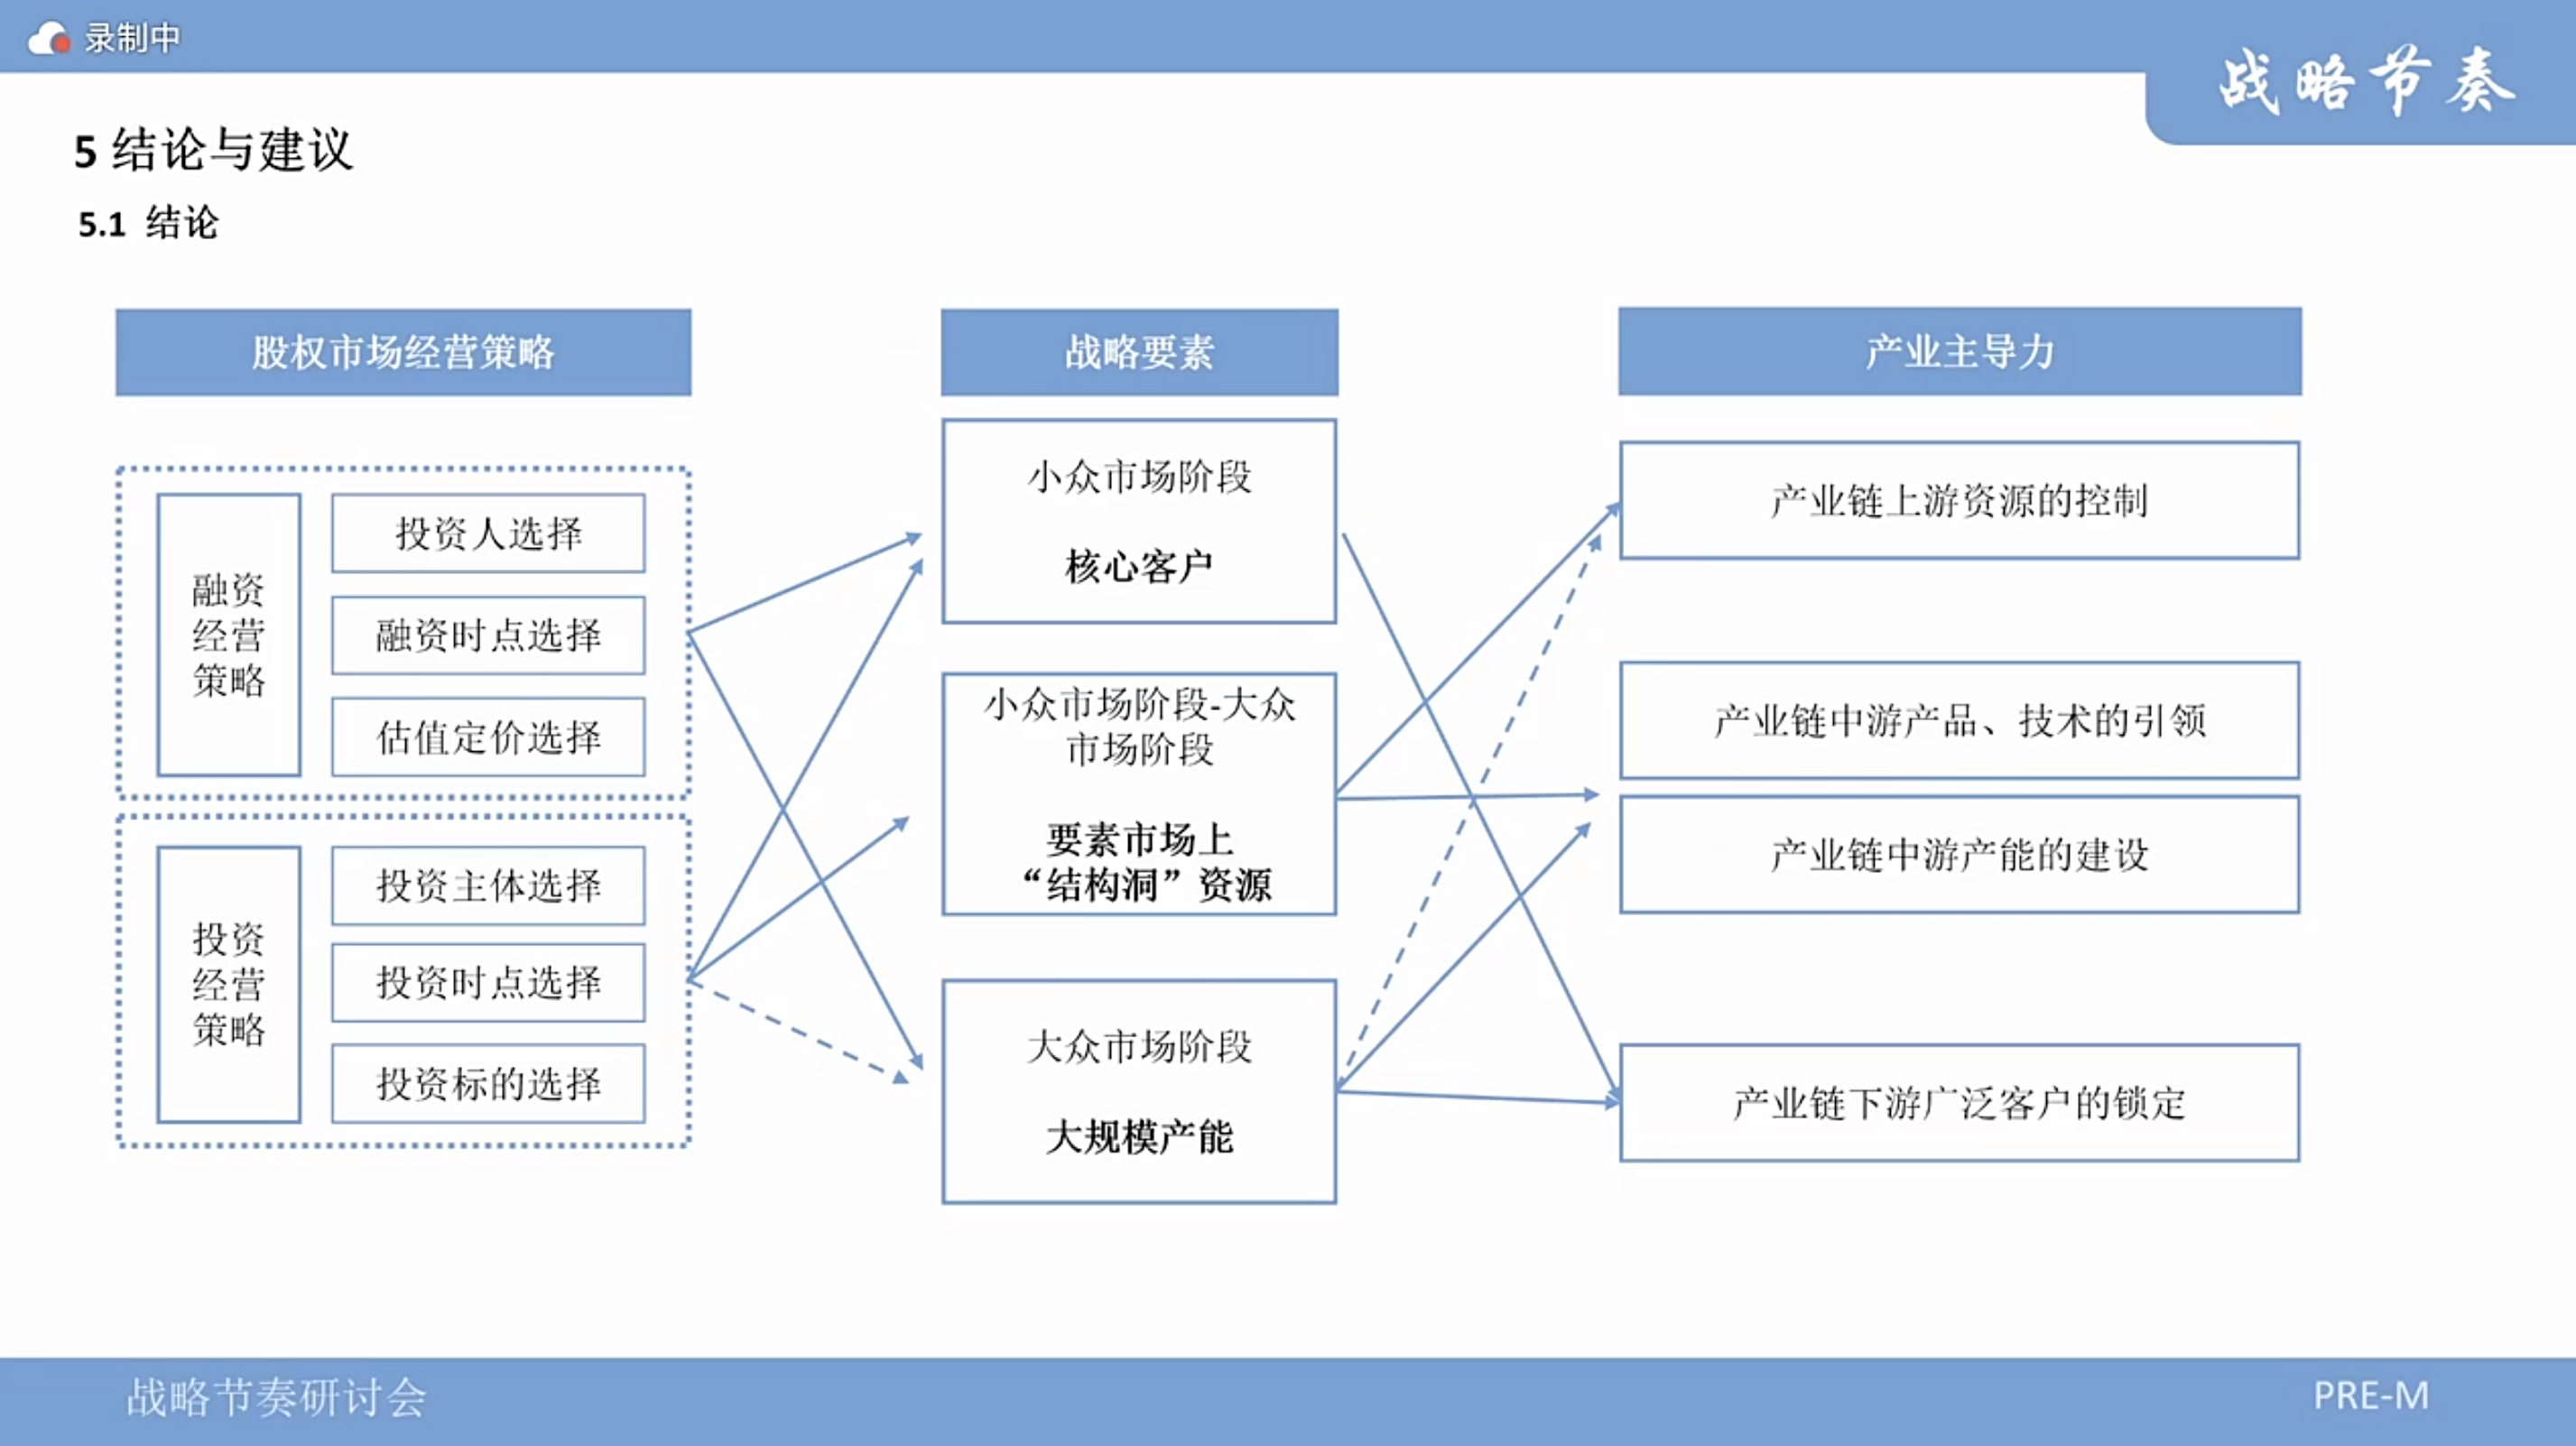 录制中
战略节奏
5 结论与建议
5.1 结论
股权市场经营策略
战略要素
产业主导力
融资
经营
策略
投资人选择
融资时点选择
估值定价选择
投资
经营
策略
投资主体选择
投资时点选择
投资标的选择
小众市场阶段
核心客户
小众市场阶段-大众
市场阶段
要素市场上
“结构洞”资源
大众市场阶段
大规模产能
产业链上游资源的控制
产业链中游产品、技术的引领
产业链中游产能的建设
产业链下游广泛客户的锁定
战略节奏研讨会
PRE-M